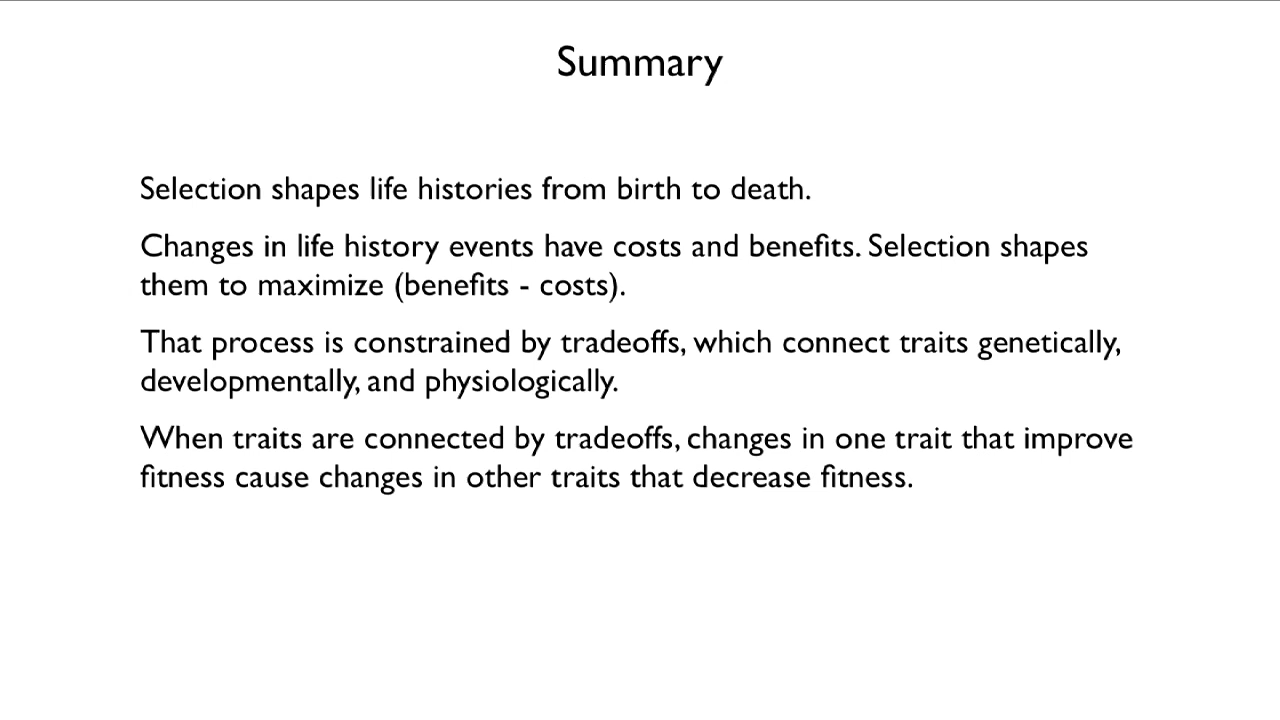 Summary
Selection shapes life histories from birth to death.
Changes in life history events have costs and benefits. Selection shapes
them to maximize (benefits - costs).
That process is constrained by tradeoffs, which connect traits genetically,
developmentally, and physiologically.
When traits are connected by tradeoffs, changes in one trait that improve
fitness cause changes in other traits that decrease fitness.